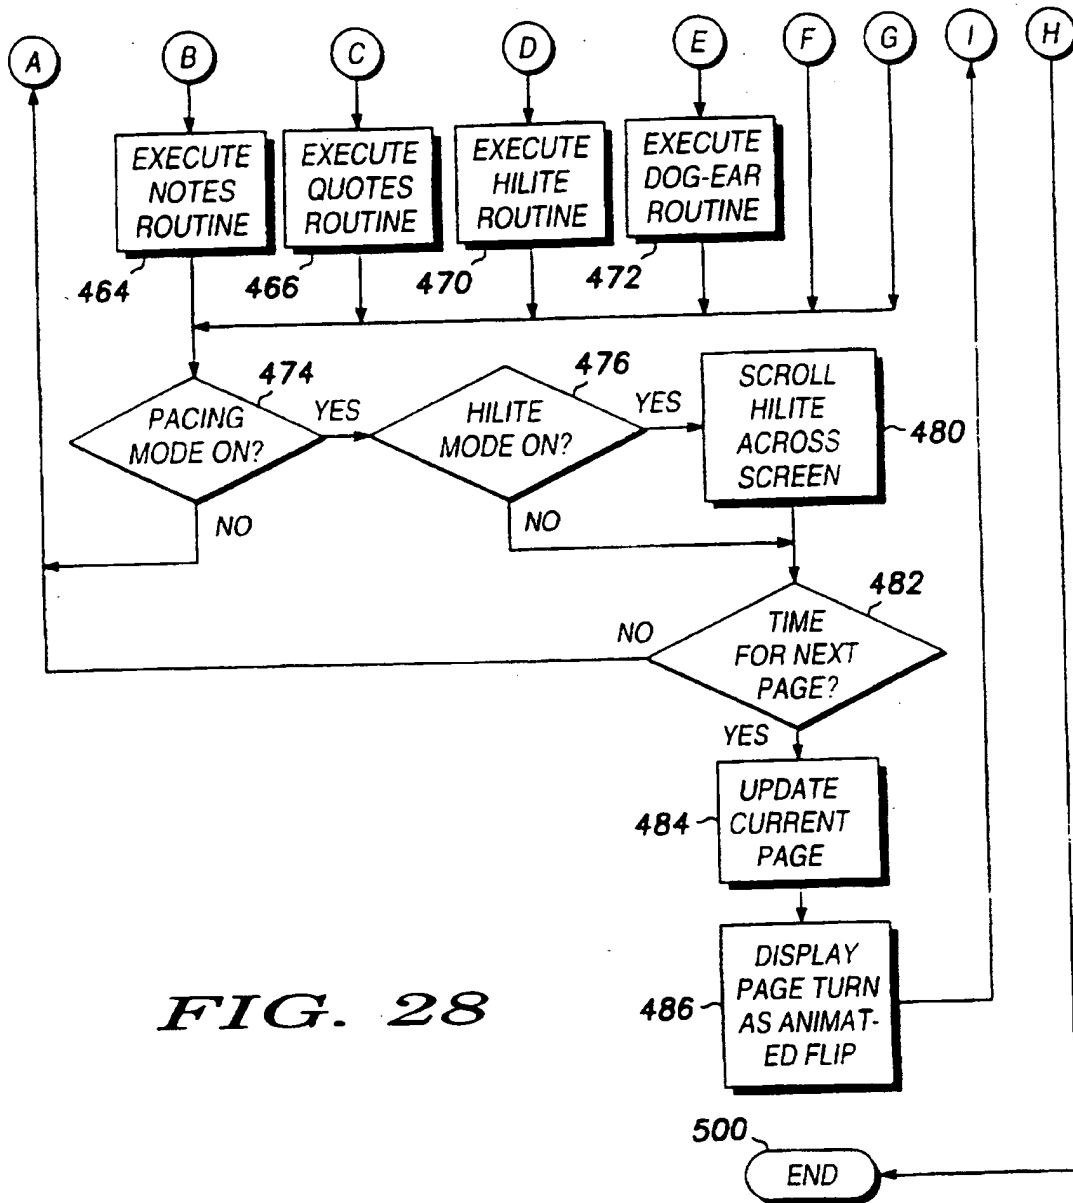 A
B
C
D
E
F
G
I
H
EXECUTE
NOTES
ROUTINE
464
EXECUTE
QUOTES
ROUTINE
466
EXECUTE
HILITE
ROUTINE
470
EXECUTE
DOG-EAR
ROUTINE
472
PACING
MODE ON?
474
YES
NO
HILITE
MODE ON?
476
YES
NO
SCROLL
HILITE
ACROSS
SCREEN
480
TIME
FOR NEXT
PAGE?
482
NO
YES
UPDATE
CURRENT
PAGE
484
DISPLAY
PAGE TURN
AS ANIMAT-
ED FLIP
486
FIG. 28
500
END